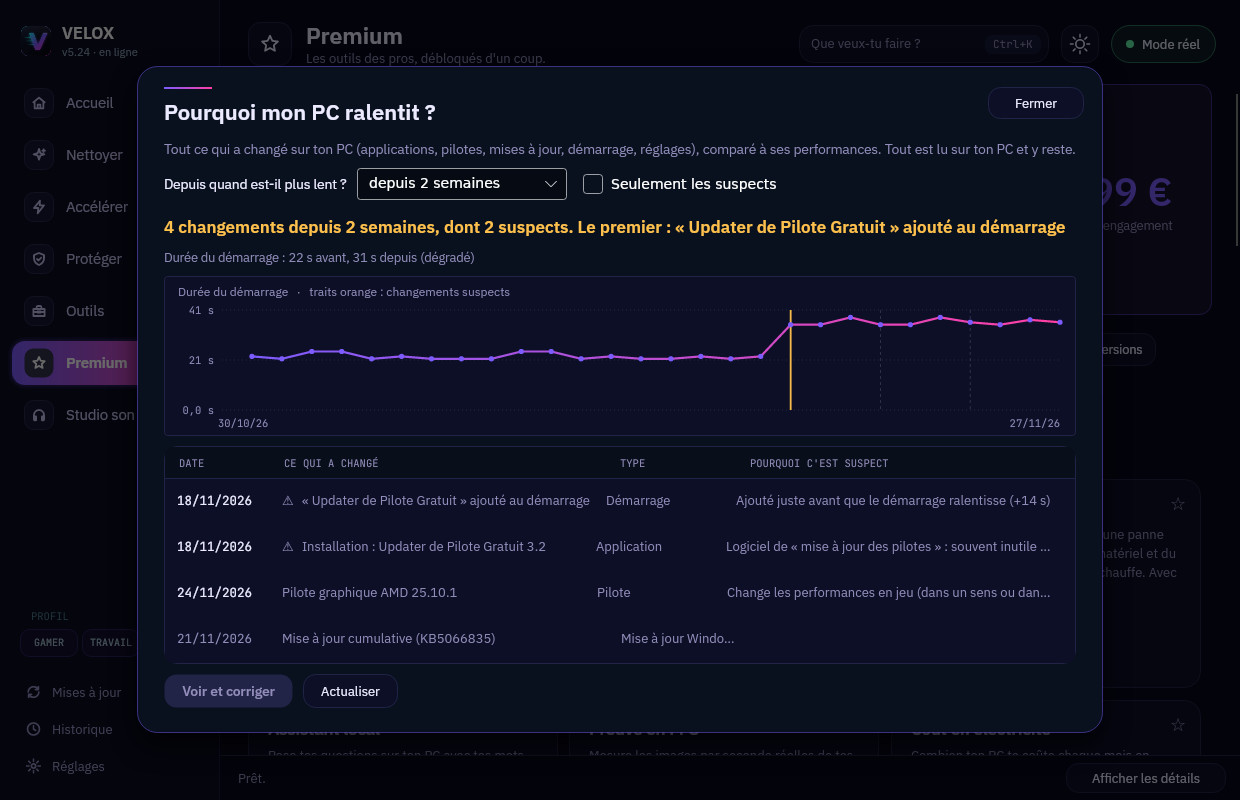 VELOX
v5.24 · en ligne
Premium
Les outils des pros, débloqués d'un coup.
Que veux-tu faire ?
Ctrl+K
Mode réel
Accueil
Nettoyer
Accélérer
Protéger
Outils
Premium
Studio son
PROFIL
GAMER
TRAVAIL
Mises à jour
Historique
Réglages
Pourquoi mon PC ralentit ?
Fermer
Tout ce qui a changé sur ton PC (applications, pilotes, mises à jour, démarrage, réglages), comparé à ses performances. Tout est lu sur ton PC et y reste.
Depuis quand est-il plus lent ?
depuis 2 semaines
Seulement les suspects
4 changements depuis 2 semaines, dont 2 suspects. Le premier : « Updater de Pilote Gratuit » ajouté au démarrage
Durée du démarrage : 22 s avant, 31 s depuis (dégradé)
Durée du démarrage · traits orange : changements suspects
41 s
21 s
0,0 s
30/10/26
27/11/26
DATE CE QUI A CHANGÉ TYPE POURQUOI C'EST SUSPECT
18/11/2026 ⚠ « Updater de Pilote Gratuit » ajouté au démarrage Démarrage Ajouté juste avant que le démarrage ralentisse (+14 s)
18/11/2026 ⚠ Installation : Updater de Pilote Gratuit 3.2 Application Logiciel de « mise à jour des pilotes » : souvent inutile ...
24/11/2026 Pilote graphique AMD 25.10.1 Pilote Change les performances en jeu (dans un sens ou dan...
21/11/2026 Mise à jour cumulative (KB5066835) Mise à jour Windo...
Voir et corriger
Actualiser
99 €
engagement
ersions
une panne
matériel et du
chauffe. Avec
Prêt.
Afficher les détails